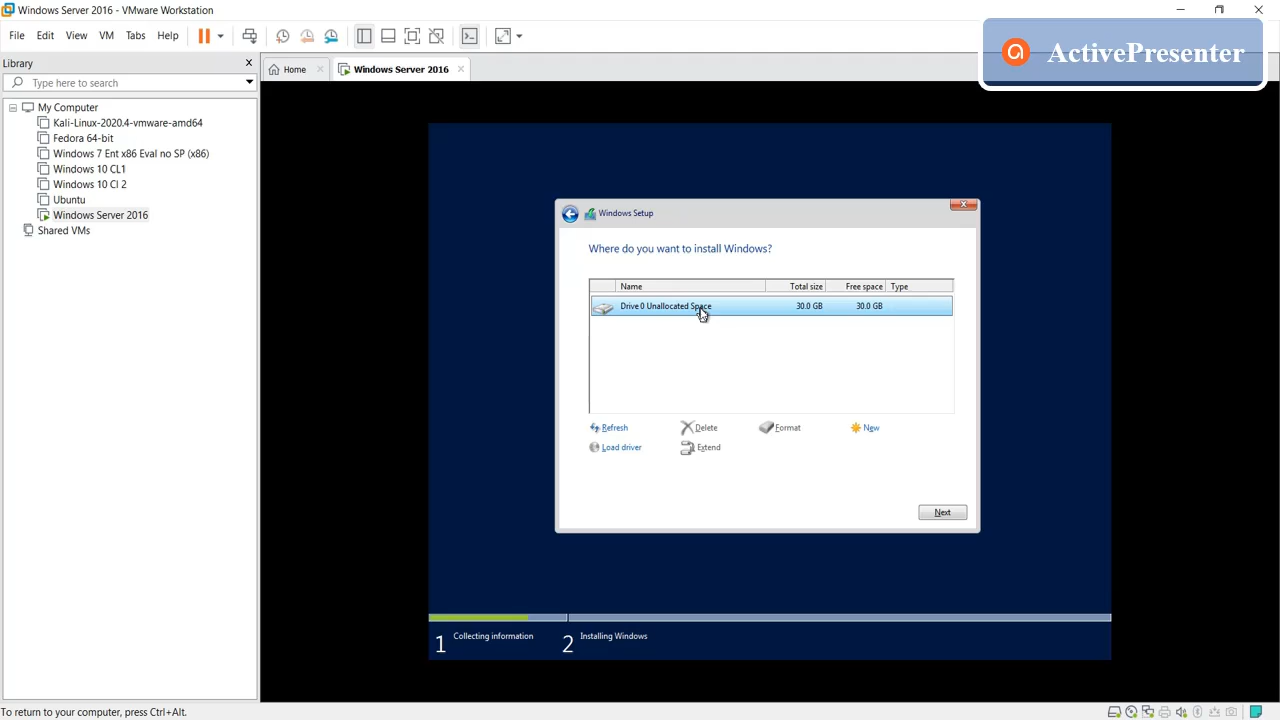 Windows Server 2016 - VMware Workstation
File Edit View VM Tabs Help
ActivePresenter
Library
Type here to search
Home
Windows Server 2016
My Computer
Kali-Linux-2020.4-vmware-amd64
Fedora 64-bit
Windows 7 Ent x86 Eval no SP (x86)
Windows 10 CL1
Windows 10 Cl 2
Ubuntu
Windows Server 2016
Shared VMs
Windows Setup
Where do you want to install Windows?
Name Total size Free space Type
Drive 0 Unallocated Space 30.0 GB 30.0 GB
Refresh Delete Format New
Load driver Extend
Next
1 Collecting information 2 Installing Windows
To return to your computer, press Ctrl+Alt.